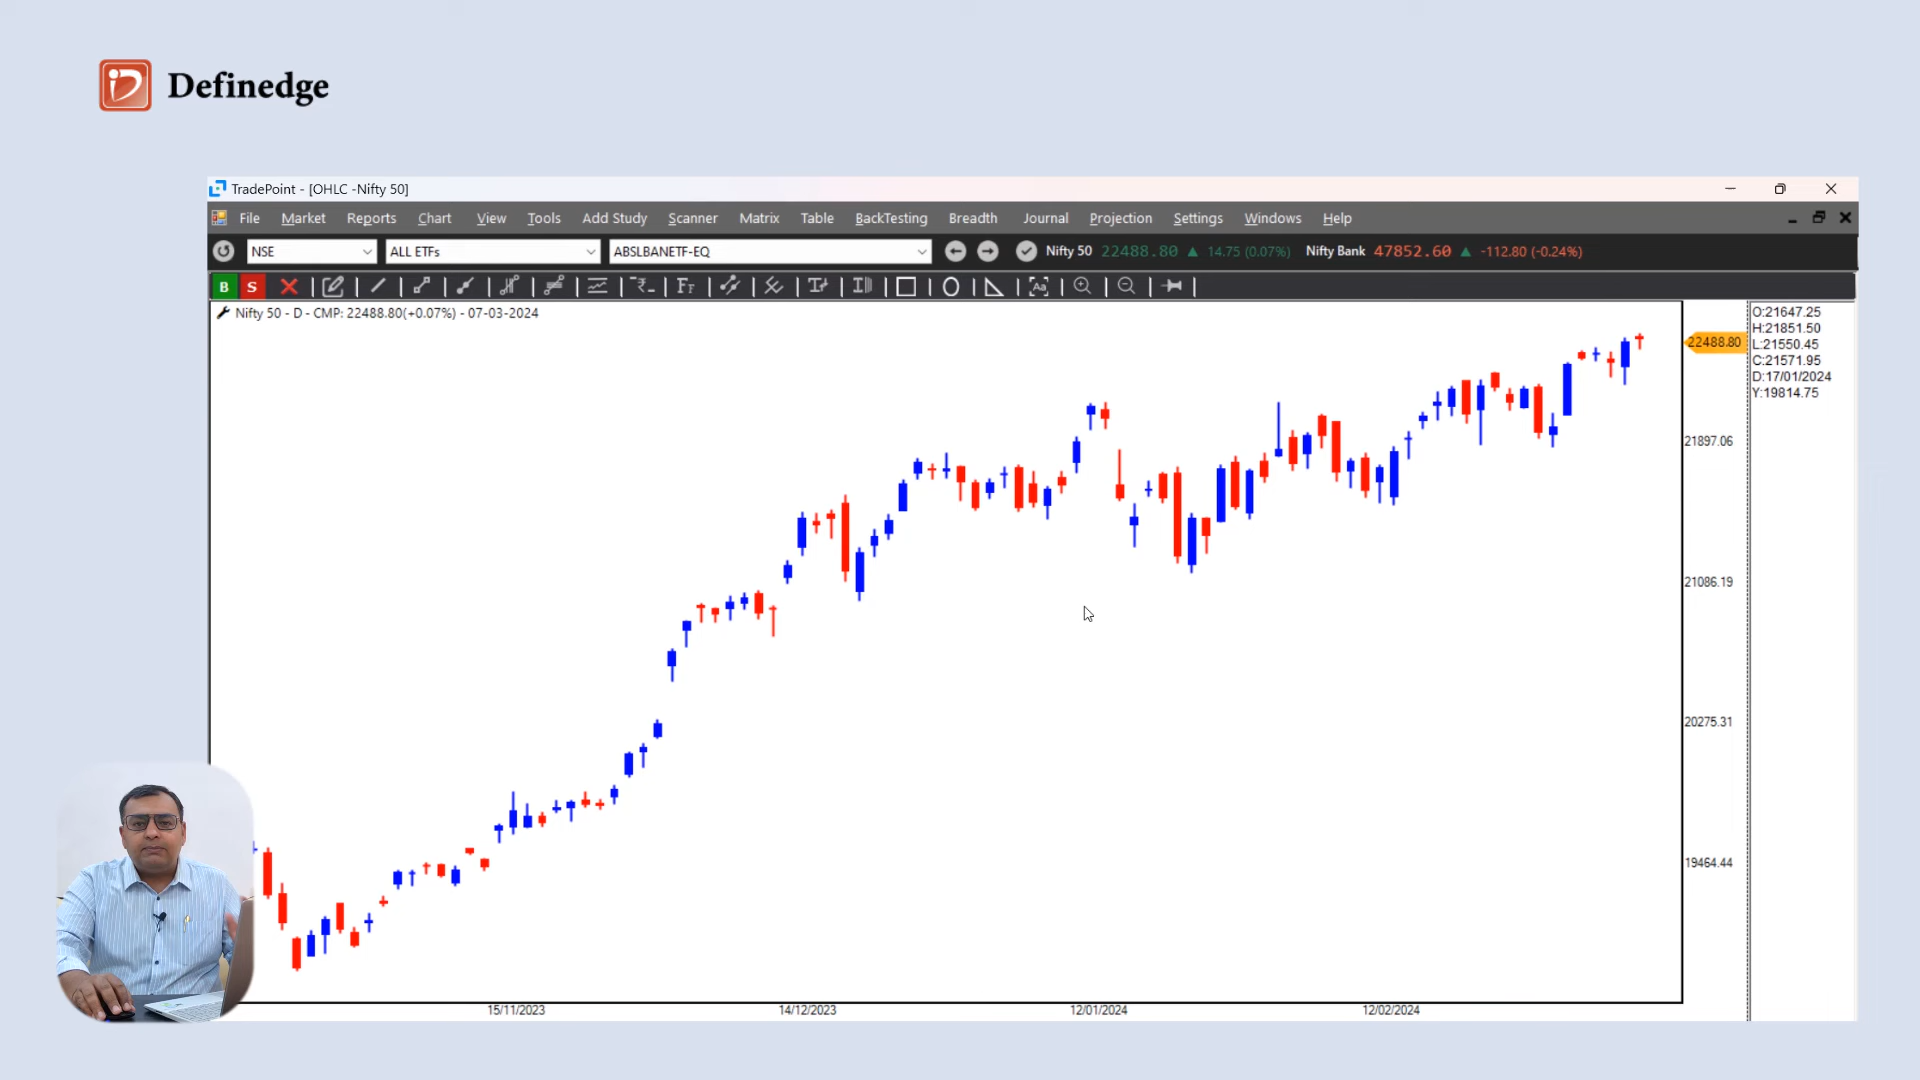 Definedge
TradePoint - [OHLC -Nifty 50]
File Market Reports Chart View Tools Add Study Scanner Matrix Table BackTesting Breadth Journal Projection Settings Windows Help
NSE ALL ETFs ABSLBANETF-EQ Nifty 50 22488.80 ▲ 14.75 (0.07%) Nifty Bank 47852.60 ▲ -112.80 (-0.24%)
B S
Nifty 50 - D - CMP: 22488.80(+0.07%) - 07-03-2024
22488.80
21897.06
21086.19
20275.31
19464.44
O:21647.25
H:21851.50
L:21550.45
C:21571.95
D:17/01/2024
Y:19814.75
15/11/2023 14/12/2023 12/01/2024 12/02/2024